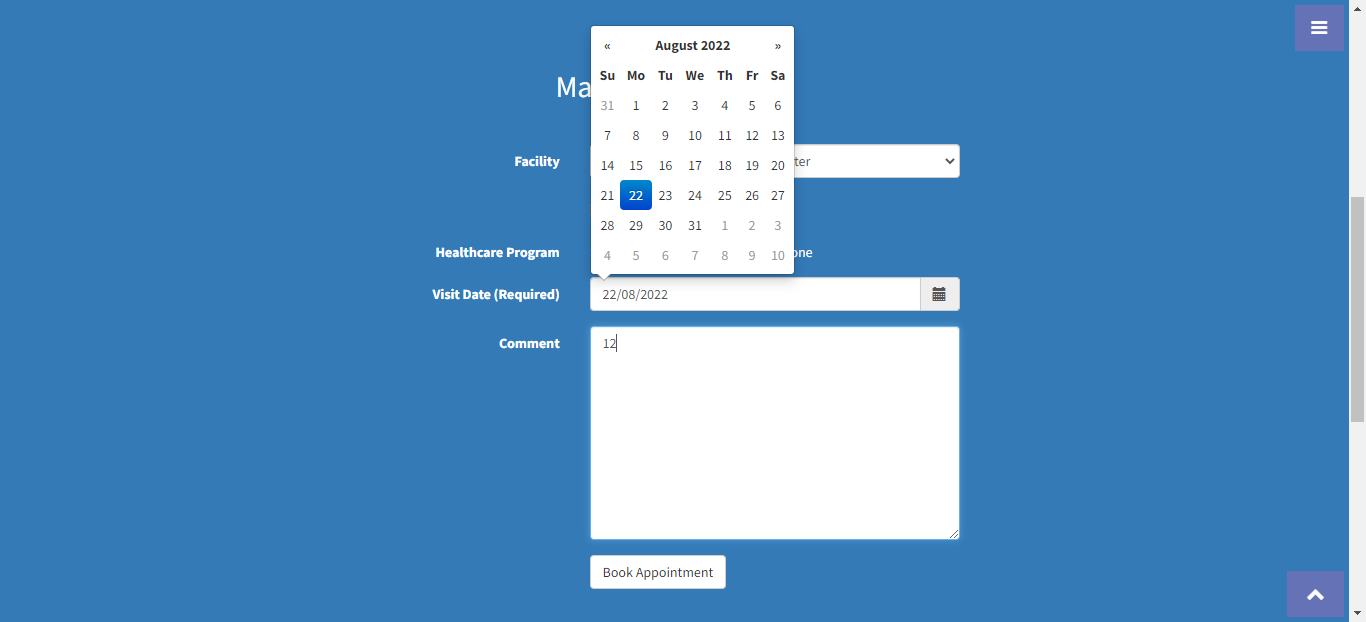 « August 2022 »
Su Mo Tu We Th Fr Sa
31 1 2 3 4 5 6
7 8 9 10 11 12 13
14 15 16 17 18 19 20
21 22 23 24 25 26 27
28 29 30 31 1 2 3
4 5 6 7 8 9 10
Ma
Facility
ter
Healthcare Program
one
Visit Date (Required)
22/08/2022
Comment
12
Book Appointment